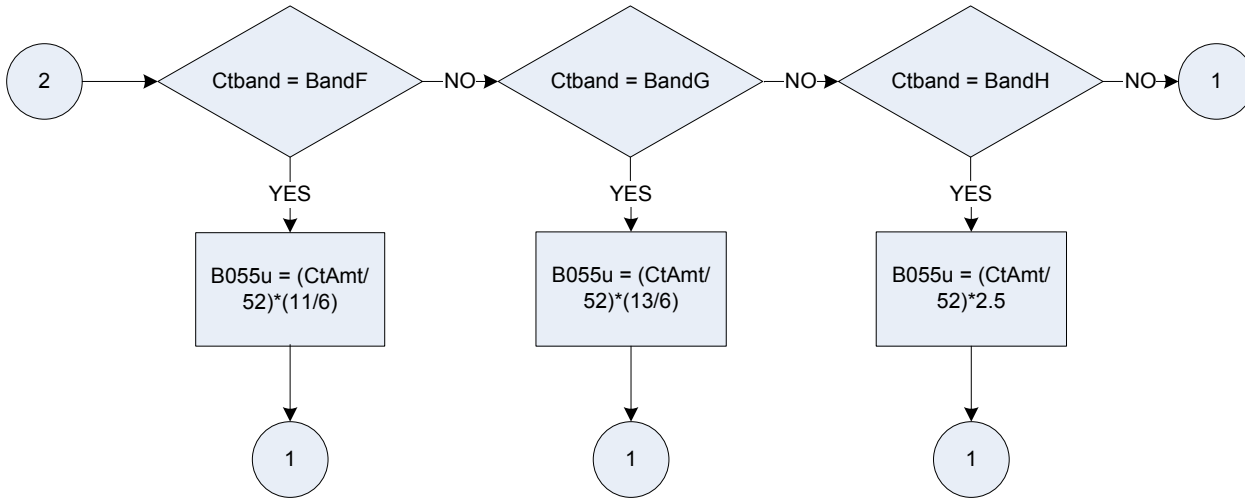 2
Ctband = BandF
NO
Ctband = BandG
NO
Ctband = BandH
NO
1
YES
YES
YES
B055u = (CtAmt/
52)*(11/6)
B055u = (CtAmt/
52)*(13/6)
B055u = (CtAmt/
52)*2.5
1
1
1